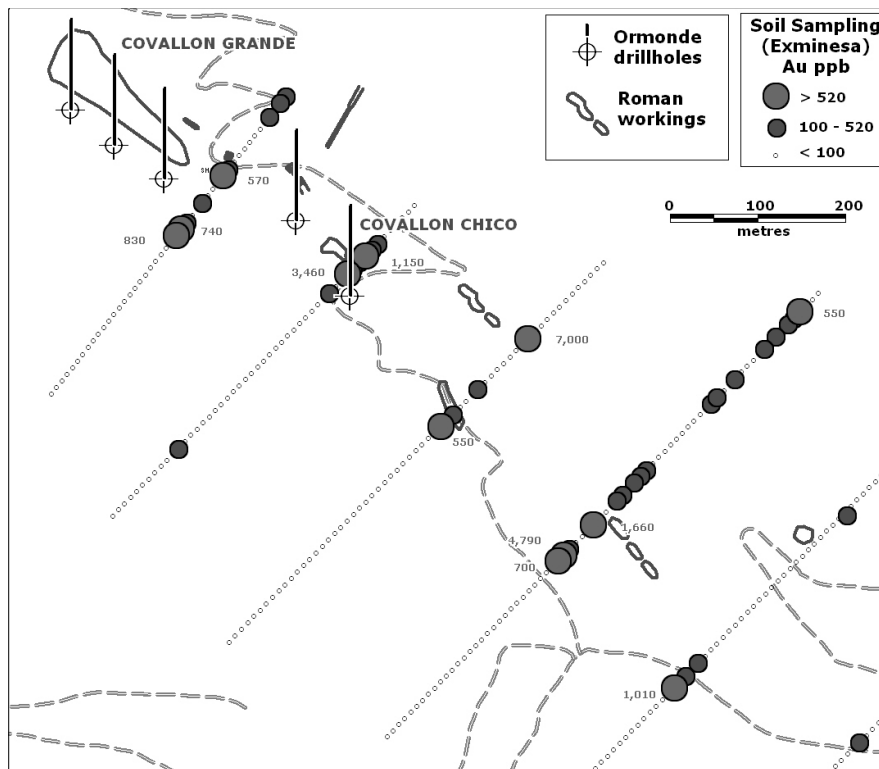 COVALLON GRANDE
Ormonde
drillholes
Roman
workings
Soil Sampling
(Exminesa)
Au ppb
> 520
100 - 520
< 100
0 100 200
metres
570
830
740
COVALLON CHICO
3,460
1,150
7,000
550
550
4,790
1,660
700
1,010